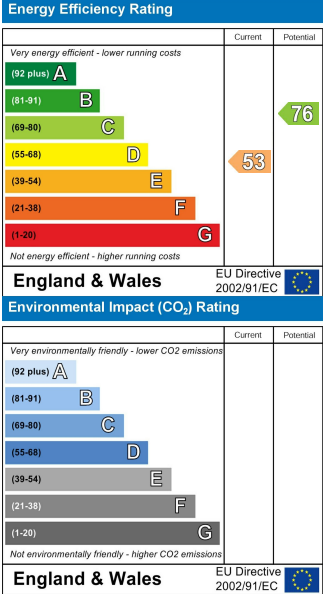 Energy Efficiency Rating
Current Potential
Very energy efficient - lower running costs
(92 plus) A
(81-91) B
76
(69-80) C
(55-68) D
53
(39-54) E
(21-38) F
(1-20) G
Not energy efficient - higher running costs
England & Wales
EU Directive
2002/91/EC
Environmental Impact (CO₂) Rating
Current Potential
Very environmentally friendly - lower CO2 emissions
(92 plus) A
(81-91) B
(69-80) C
(55-68) D
(39-54) E
(21-38) F
(1-20) G
Not environmentally friendly - higher CO2 emissions
England & Wales
EU Directive
2002/91/EC